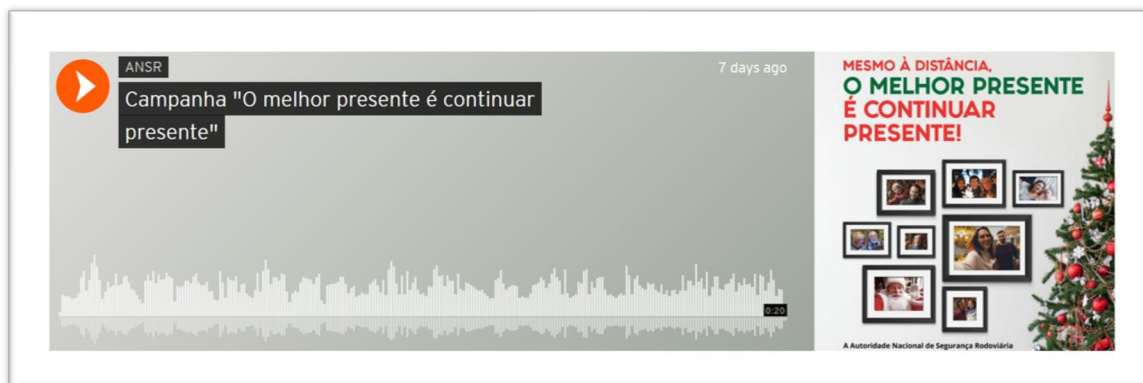 ANSR
7 days ago
Campanha "O melhor presente é continuar
presente"
0:20
MESMO À DISTÂNCIA,
O MELHOR PRESENTE
É CONTINUAR
PRESENTE!
A Autoridade Nacional de Segurança Rodoviária